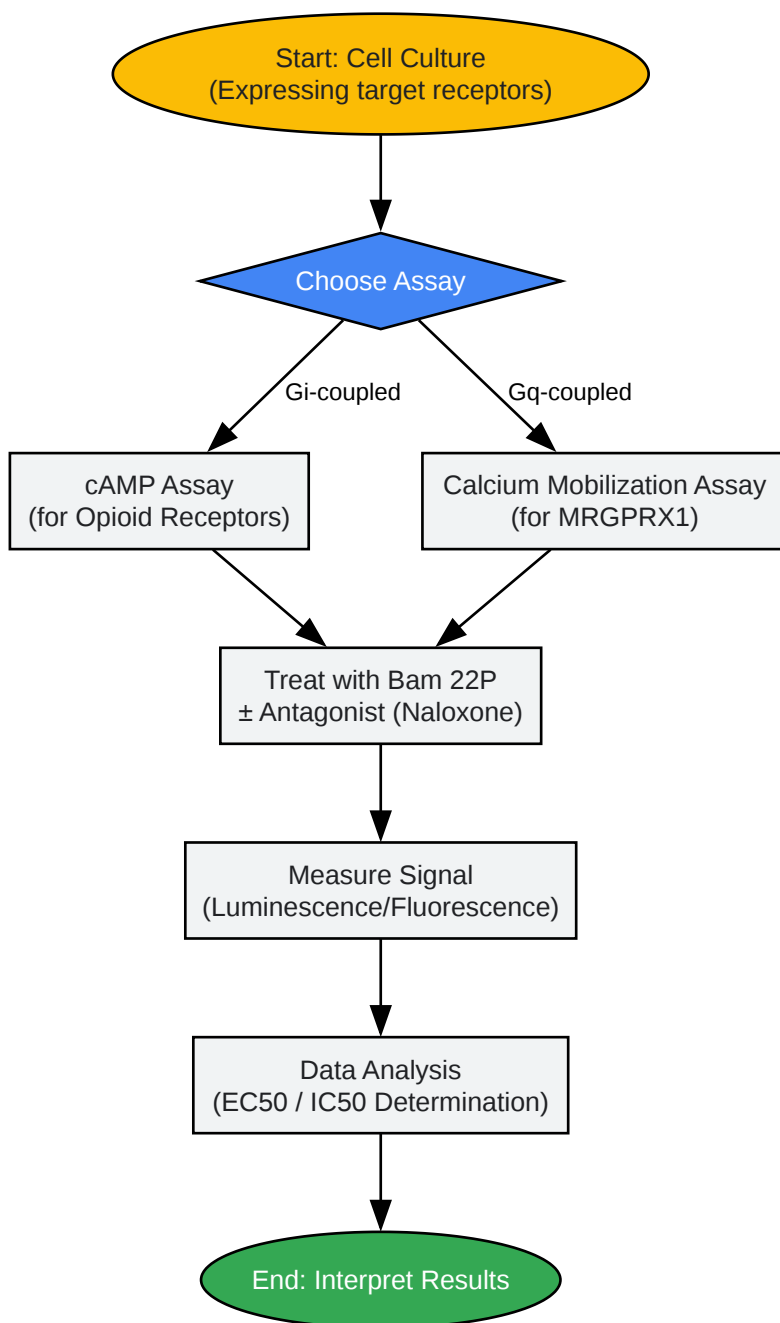 Start: Cell Culture
(Expressing target receptors)
Choose Assay
Gi-coupled
Gq-coupled
cAMP Assay
(for Opioid Receptors)
Calcium Mobilization Assay
(for MRGPRX1)
Treat with Bam 22P
± Antagonist (Naloxone)
Measure Signal
(Luminescence/Fluorescence)
Data Analysis
(EC50 / IC50 Determination)
End: Interpret Results